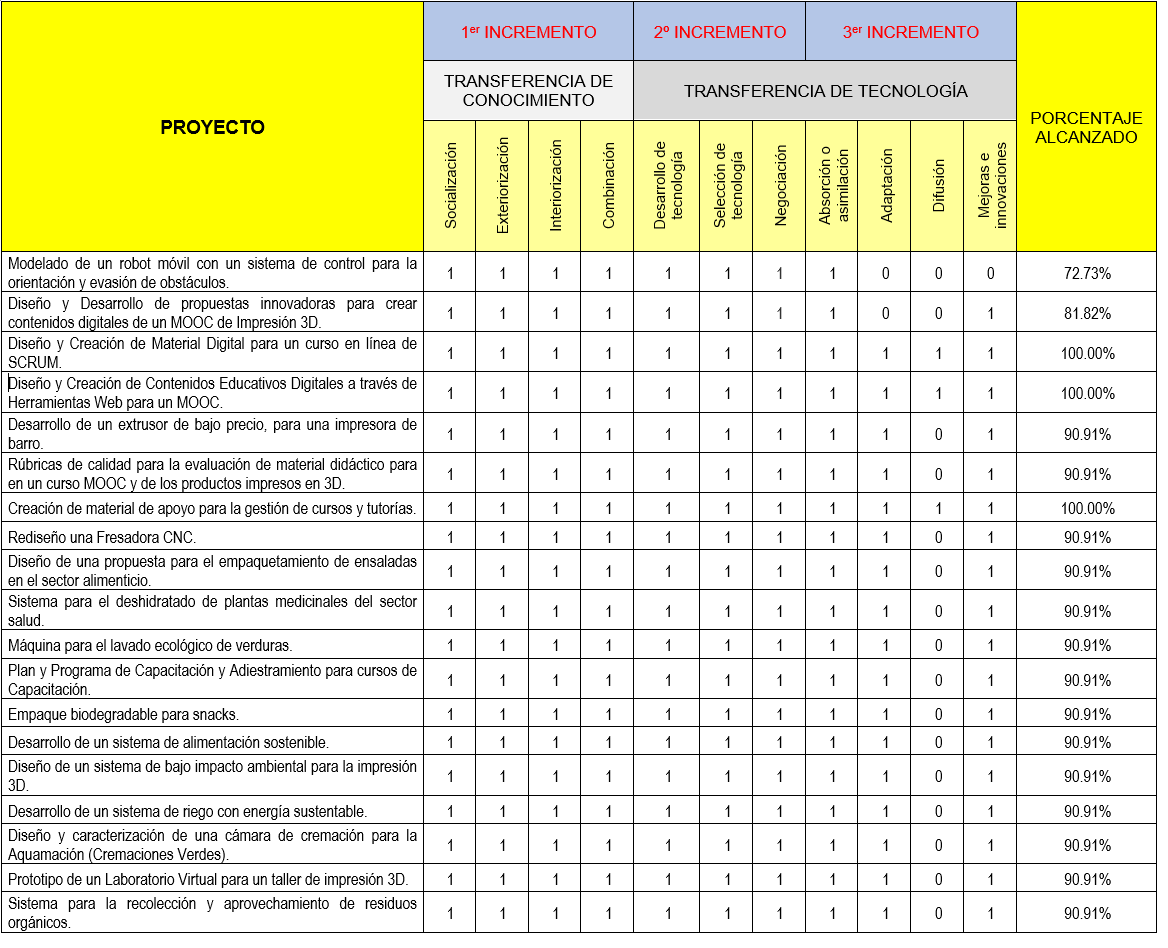 PROYECTO
1er INCREMENTO
2º INCREMENTO
3er INCREMENTO
PORCENTAJE
ALCANZADO
TRANSFERENCIA DE
CONOCIMIENTO
TRANSFERENCIA DE TECNOLOGÍA
Socialización
Exteriorización
Interiorización
Combinación
Desarrollo de
tecnología
Selección de
tecnología
Negociación
Absorción o
asimilación
Adaptación
Difusión
Mejoras e
innovaciones
Modelado de un robot móvil con un sistema de control para la
orientación y evasión de obstáculos.
1 1 1 1 1 1 1 1 0 0 0 72.73%
Diseño y Desarrollo de propuestas innovadoras para crear
contenidos digitales de un MOOC de Impresión 3D.
1 1 1 1 1 1 1 1 0 0 1 81.82%
Diseño y Creación de Material Digital para un curso en línea de
SCRUM.
1 1 1 1 1 1 1 1 1 1 1 100.00%
Diseño y Creación de Contenidos Educativos Digitales a través de
Herramientas Web para un MOOC.
1 1 1 1 1 1 1 1 1 1 1 100.00%
Desarrollo de un extrusor de bajo precio, para una impresora de
barro.
1 1 1 1 1 1 1 1 1 0 1 90.91%
Rúbricas de calidad para la evaluación de material didáctico para
en un curso MOOC y de los productos impresos en 3D.
1 1 1 1 1 1 1 1 1 0 1 90.91%
Creación de material de apoyo para la gestión de cursos y tutorías. 1 1 1 1 1 1 1 1 1 1 1 100.00%
Rediseño una Fresadora CNC. 1 1 1 1 1 1 1 1 1 0 1 90.91%
Diseño de una propuesta para el empaquetamiento de ensaladas
en el sector alimenticio.
1 1 1 1 1 1 1 1 1 0 1 90.91%
Sistema para el deshidratado de plantas medicinales del sector
salud.
1 1 1 1 1 1 1 1 1 0 1 90.91%
Máquina para el lavado ecológico de verduras. 1 1 1 1 1 1 1 1 1 0 1 90.91%
Plan y Programa de Capacitación y Adiestramiento para cursos de
Capacitación.
1 1 1 1 1 1 1 1 1 0 1 90.91%
Empaque biodegradable para snacks. 1 1 1 1 1 1 1 1 1 0 1 90.91%
Desarrollo de un sistema de alimentación sostenible. 1 1 1 1 1 1 1 1 1 0 1 90.91%
Diseño de un sistema de bajo impacto ambiental para la impresión
3D.
1 1 1 1 1 1 1 1 1 0 1 90.91%
Desarrollo de un sistema de riego con energía sustentable. 1 1 1 1 1 1 1 1 1 0 1 90.91%
Diseño y caracterización de una cámara de cremación para la
Aquamación (Cremaciones Verdes).
1 1 1 1 1 1 1 1 1 0 1 90.91%
Prototipo de un Laboratorio Virtual para un taller de impresión 3D. 1 1 1 1 1 1 1 1 1 0 1 90.91%
Sistema para la recolección y aprovechamiento de residuos
orgánicos.
1 1 1 1 1 1 1 1 1 0 1 90.91%